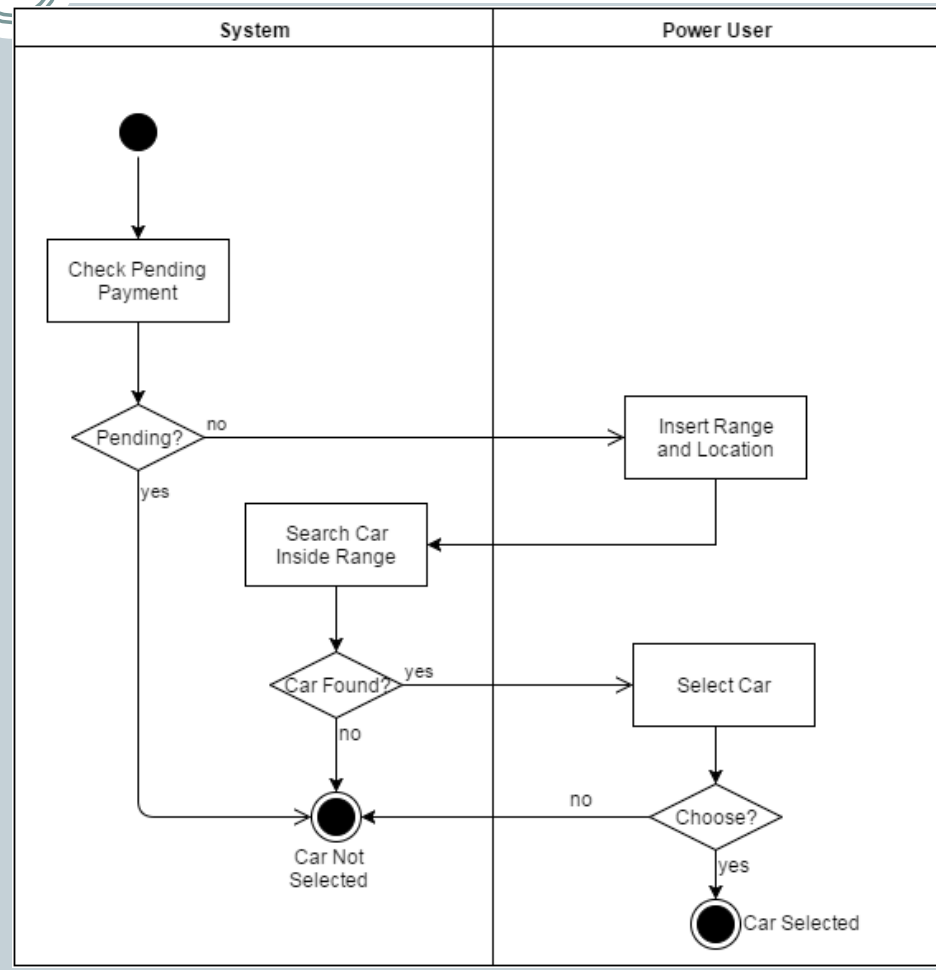 System
Power User
Check Pending
Payment
Pending?
no
yes
Insert Range
and Location
Search Car
Inside Range
Car Found?
yes
no
Select Car
Choose?
no
yes
Car Not
Selected
Car Selected